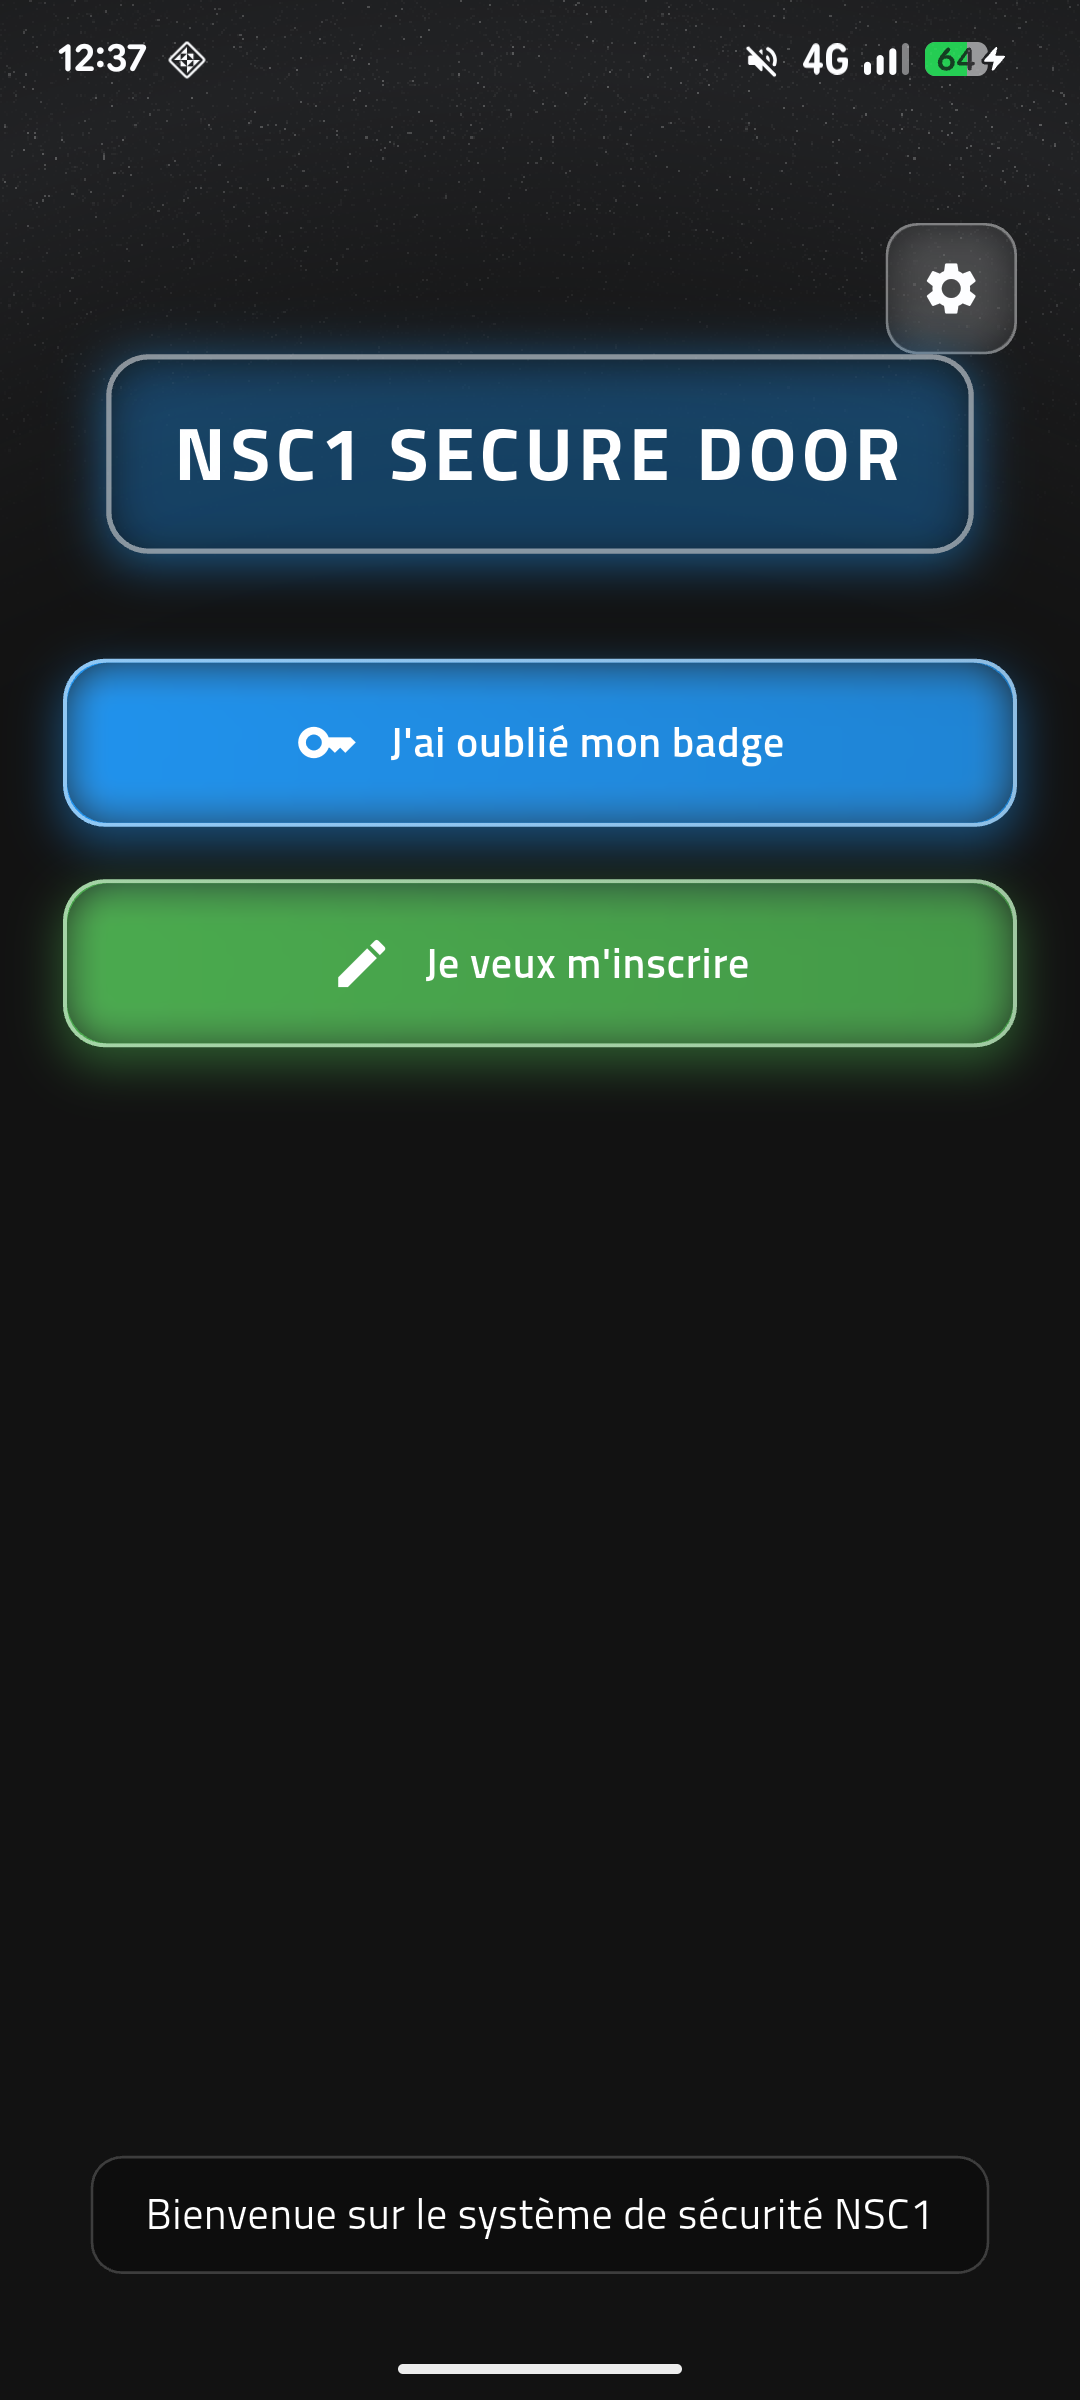 12:37 4G 64
NSC1 SECURE DOOR
J'ai oublié mon badge
Je veux m'inscrire
Bienvenue sur le système de sécurité NSC1